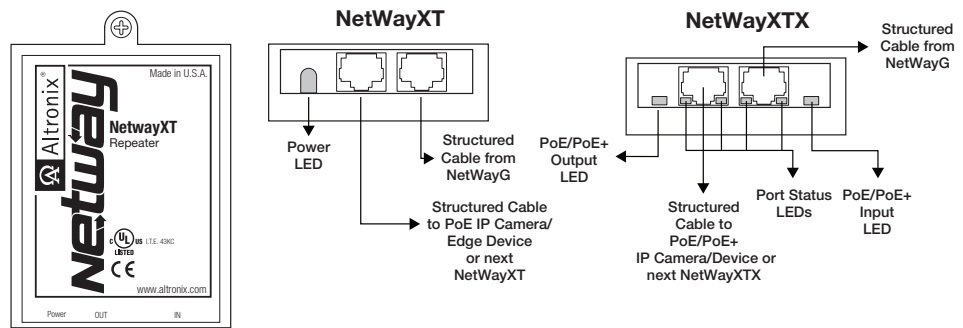 Altronix®
Netway
Made in U.S.A.
NetwayXT
Repeater
C UL US I.T.E. 43KC
LISTED
CE
www.altronix.com
Power OUT IN
NetWayXT
Power
LED
Structured
Cable from
NetWayG
Structured Cable
to PoE IP Camera/
Edge Device
or next
NetWayXT
NetWayXTX
Structured
Cable from
NetWayG
PoE/PoE+
Output
LED
Structured
Cable to
PoE/PoE+
IP Camera/Device or
next NetWayXTX
Port Status
LEDs
PoE/PoE+
Input
LED